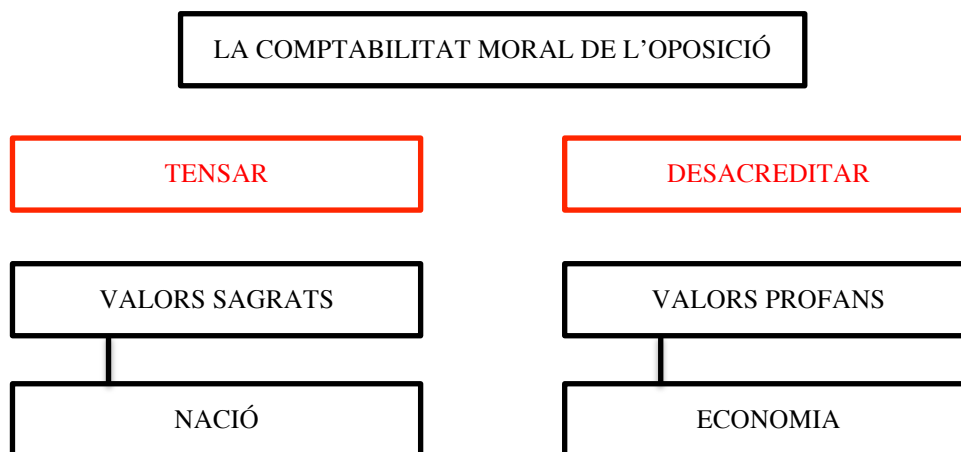 LA COMPTABILITAT MORAL DE L’OPOSICIÓ
TENSAR
DESACREDITAR
VALORS SAGRATS
VALORS PROFANS
NACIÓ
ECONOMIA